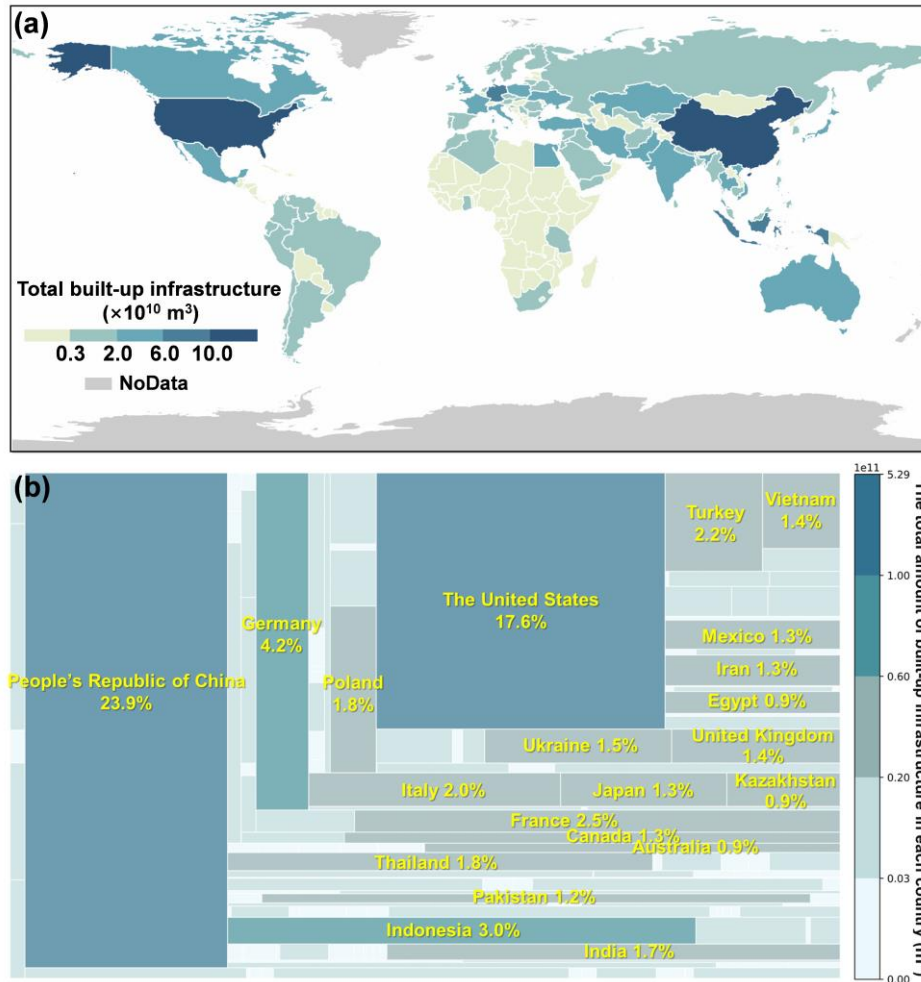 (a)
Total built-up infrastructure
(×10¹⁰ m³)
0.3 2.0 6.0 10.0
NoData
(b)
People's Republic of China
23.9%
Germany
4.2%
Poland
1.8%
The United States
17.6%
Turkey
2.2%
Vietnam
1.4%
Mexico 1.3%
Iran 1.3%
Egypt 0.9%
Ukraine 1.5%
United Kingdom
1.4%
Italy 2.0%
Japan 1.3%
Kazakhstan
0.9%
France 2.5%
Canada 1.3%
Australia 0.9%
Thailand 1.8%
Pakistan 1.2%
Indonesia 3.0%
India 1.7%
1e11
5.29
1.00
0.60
0.20
0.03
0.00
The total amount of built-up infrastructure in each country (m³)